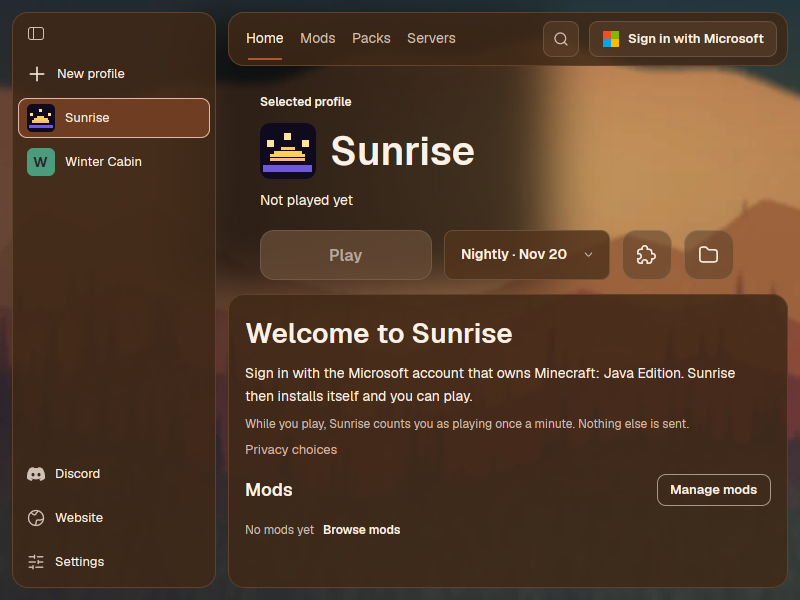 New profile
Sunrise
W
Winter Cabin
Discord
Website
Settings
Home
Mods
Packs
Servers
Sign in with Microsoft
Selected profile
Sunrise
Not played yet
Play
Nightly · Nov 20
Welcome to Sunrise
Sign in with the Microsoft account that owns Minecraft: Java Edition. Sunrise
then installs itself and you can play.
While you play, Sunrise counts you as playing once a minute. Nothing else is sent.
Privacy choices
Mods
Manage mods
No mods yet
Browse mods